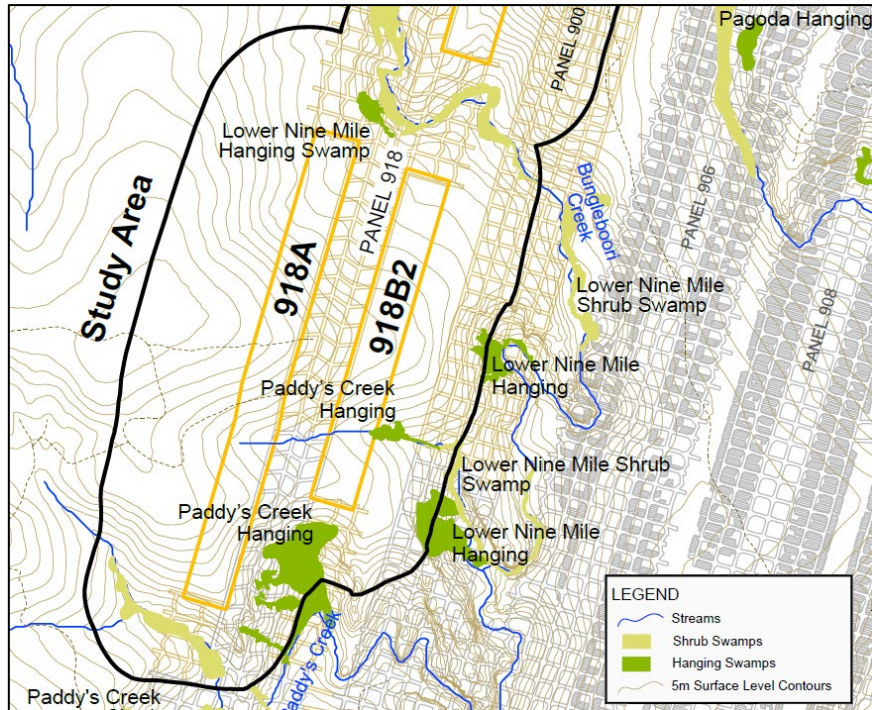 Pagoda Hanging
PANEL 900
Lower Nine Mile
Hanging Swamp
PANEL 918
Bungleboori
Creek
PANEL 906
Study Area
918A
918B2
Lower Nine Mile
Shrub Swamp
PANEL 908
Lower Nine Mile
Hanging
Paddy's Creek
Hanging
Lower Nine Mile Shrub
Swamp
Paddy's Creek
Hanging
Lower Nine Mile
Hanging
LEGEND
Streams
Shrub Swamps
Hanging Swamps
5m Surface Level Contours
Paddy's Creek
Paddy's Creek